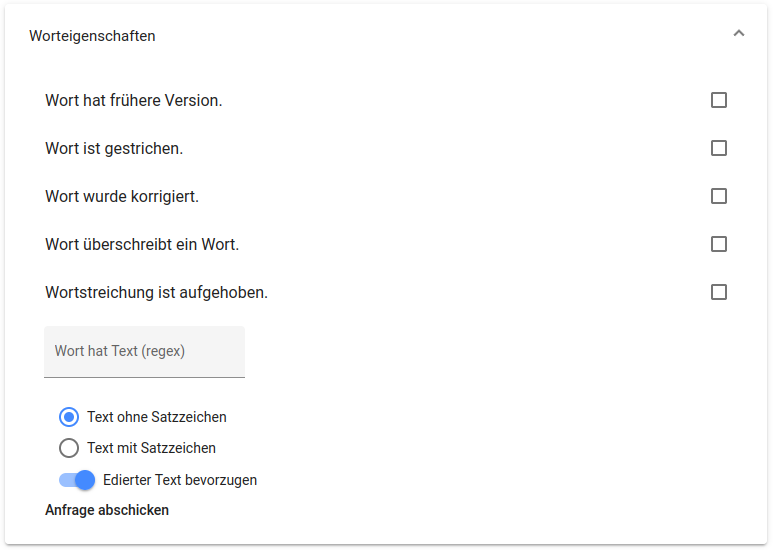 Worteigenschaften
Wort hat frühere Version.
Wort ist gestrichen.
Wort wurde korrigiert.
Wort überschreibt ein Wort.
Wortstreichung ist aufgehoben.
Wort hat Text (regex)
Text ohne Satzzeichen
Text mit Satzzeichen
Edierter Text bevorzugen
Anfrage abschicken